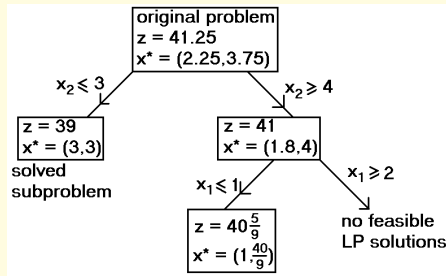 original problem
z = 41.25
x* = (2.25,3.75)
x₂ ≤ 3
x₂ ≥ 4
z = 39
x* = (3,3)
solved
subproblem
z = 41
x* = (1.8,4)
x₁ ≤ 1
x₁ ≥ 2
z = 40 5/9
x* = (1, 40/9)
no feasible
LP solutions